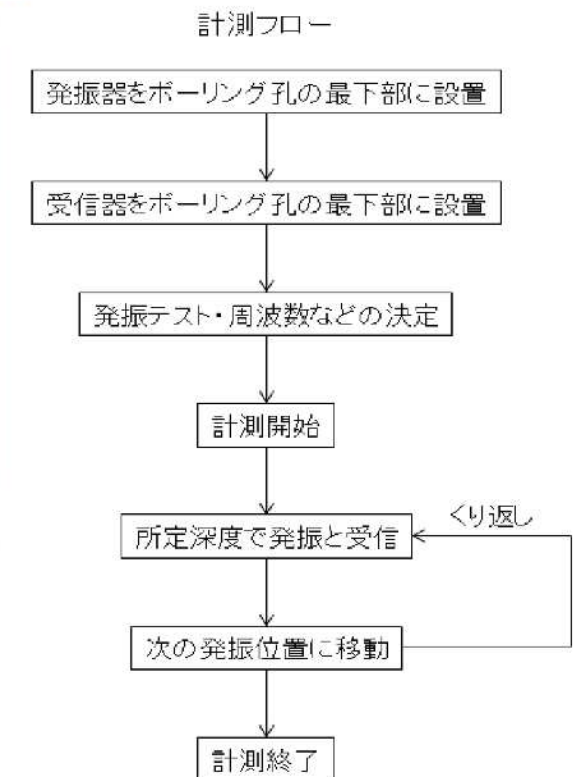 計測フロー
発振器をボーリング孔の最下部に設置
受信器をボーリング孔の最下部に設置
発振テスト・周波数などの決定
計測開始
くり返し
所定深度で発振と受信
次の発振位置に移動
計測終了